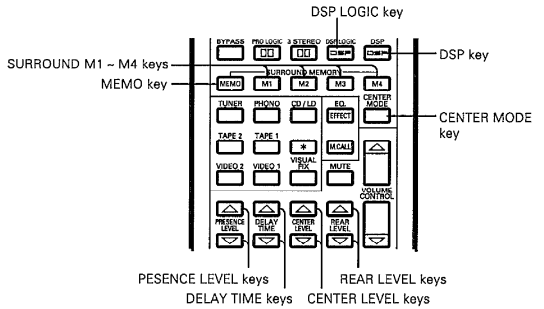 DSP LOGIC key
BYPASS PRO LOGIC 3 STEREO DSP LOGIC DSP
DSP DSP
DSP key
SURROUND M1 ~ M4 keys
SURROUND MEMORY
MEMO key
MEMO M1 M2 M3 M4
TUNER PHONO CD / LD EQ. CENTER MODE
EFFECT
CENTER MODE
key
TAPE 2 TAPE 1
* M.CALL
VIDEO 2 VIDEO 1 VISUAL FIX MUTE
VOLUME
CONTROL
PRESENCE LEVEL DELAY TIME CENTER LEVEL REAR LEVEL
PESENCE LEVEL keys REAR LEVEL keys
DELAY TIME keys CENTER LEVEL keys